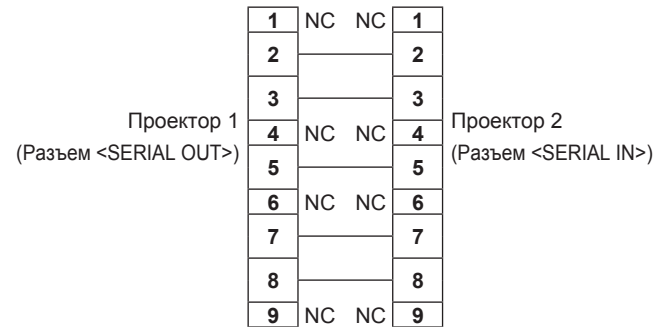 1 NC NC 1
2 2
3 3
Проектор 1
(Разъем <SERIAL OUT>)
4 NC NC 4
Проектор 2
(Разъем <SERIAL IN>)
5 5
6 NC NC 6
7 7
8 8
9 NC NC 9